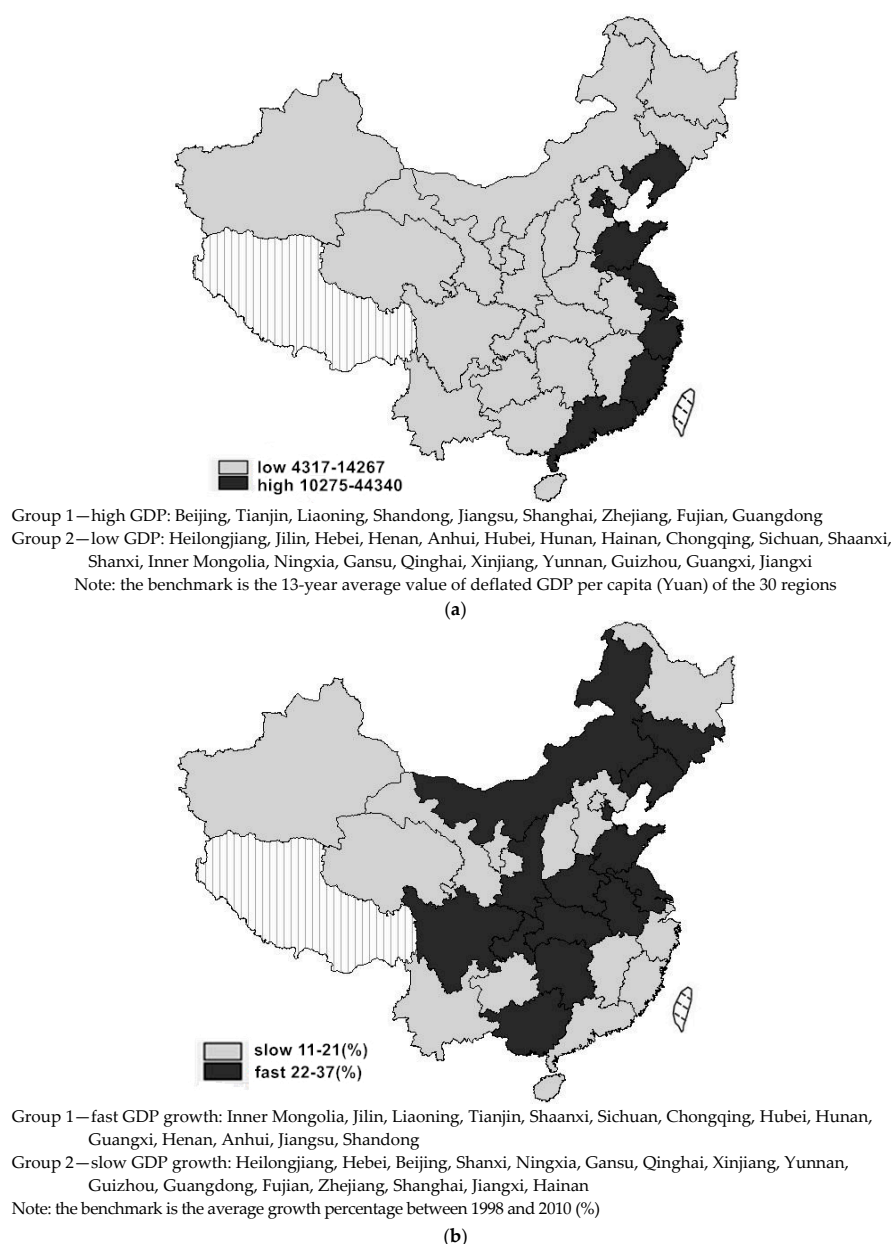 low 4317-14267
high 10275-44340
Group 1—high GDP: Beijing, Tianjin, Liaoning, Shandong, Jiangsu, Shanghai, Zhejiang, Fujian, Guangdong
Group 2—low GDP: Heilongjiang, Jilin, Hebei, Henan, Anhui, Hubei, Hunan, Hainan, Chongqing, Sichuan, Shaanxi,
Shanxi, Inner Mongolia, Ningxia, Gansu, Qinghai, Xinjiang, Yunnan, Guizhou, Guangxi, Jiangxi
Note: the benchmark is the 13-year average value of deflated GDP per capita (Yuan) of the 30 regions
(a)
slow 11-21(%)
fast 22-37(%)
Group 1—fast GDP growth: Inner Mongolia, Jilin, Liaoning, Tianjin, Shaanxi, Sichuan, Chongqing, Hubei, Hunan,
Guangxi, Henan, Anhui, Jiangsu, Shandong
Group 2—slow GDP growth: Heilongjiang, Hebei, Beijing, Shanxi, Ningxia, Gansu, Qinghai, Xinjiang, Yunnan,
Guizhou, Guangdong, Fujian, Zhejiang, Shanghai, Jiangxi, Hainan
Note: the benchmark is the average growth percentage between 1998 and 2010 (%)
(b)